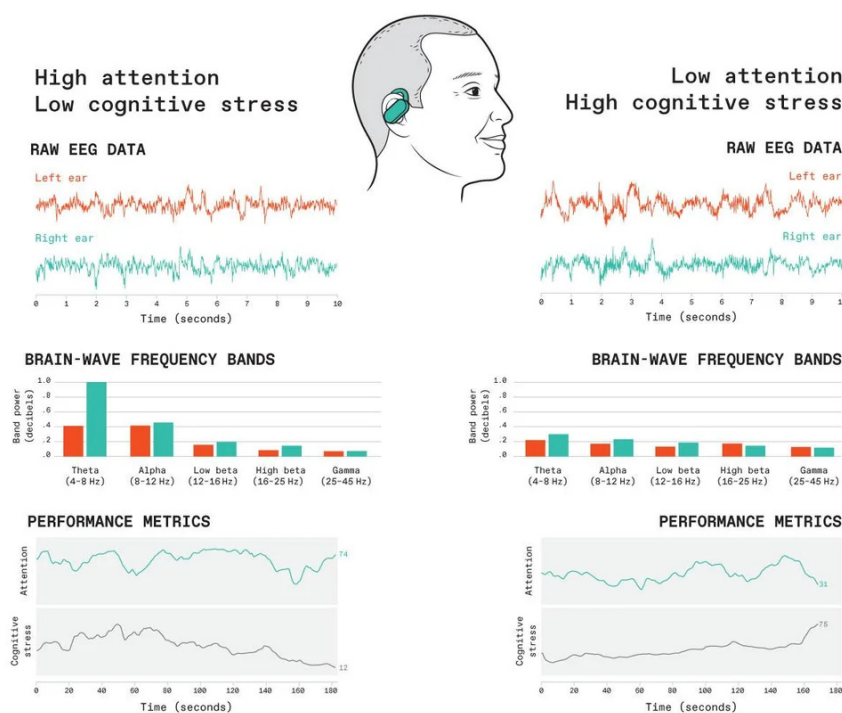 High attention
Low cognitive stress
RAW EEG DATA
Left ear
Right ear
0 1 2 3 4 5 6 7 8 9 10
Time (seconds)
BRAIN-WAVE FREQUENCY BANDS
Band power
(decibels)
1.0
.8
.6
.4
.2
.0
Theta
(4–8 Hz)
Alpha
(8–12 Hz)
Low beta
(12–16 Hz)
High beta
(16–25 Hz)
Gamma
(25–45 Hz)
PERFORMANCE METRICS
Attention
74
Cognitive
stress
12
0 20 40 60 80 100 120 140 160 180
Time (seconds)
Low attention
High cognitive stress
RAW EEG DATA
Left ear
Right ear
0 1 2 3 4 5 6 7 8 9 1
Time (seconds)
BRAIN-WAVE FREQUENCY BANDS
Band power
(decibels)
1.0
.8
.6
.4
.2
.0
Theta
(4–8 Hz)
Alpha
(8–12 Hz)
Low beta
(12–16 Hz)
High beta
(16–25 Hz)
Gamma
(25–45 Hz)
PERFORMANCE METRICS
Attention
31
Cognitive
stress
75
0 20 40 60 80 100 120 140 160 180
Time (seconds)